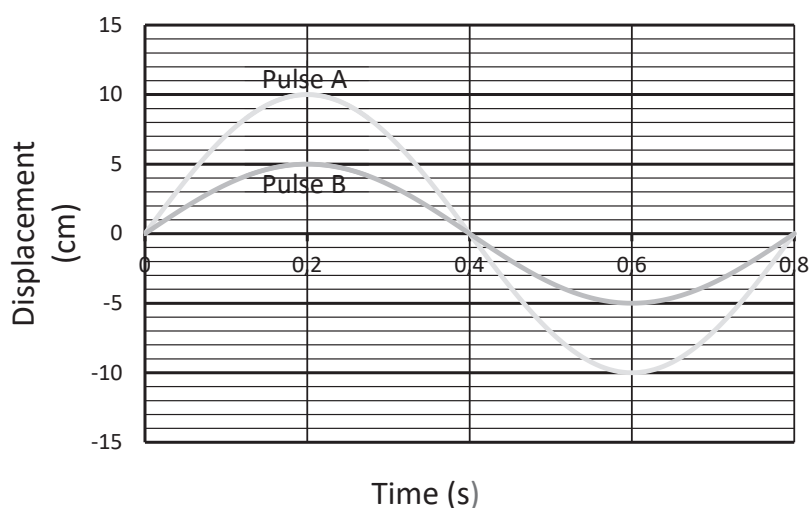 15
10
5
0
-5
-10
-15
Displacement
(cm)
Pulse A
Pulse B
0
0,2
0,4
0,6
0,8
Time (s)